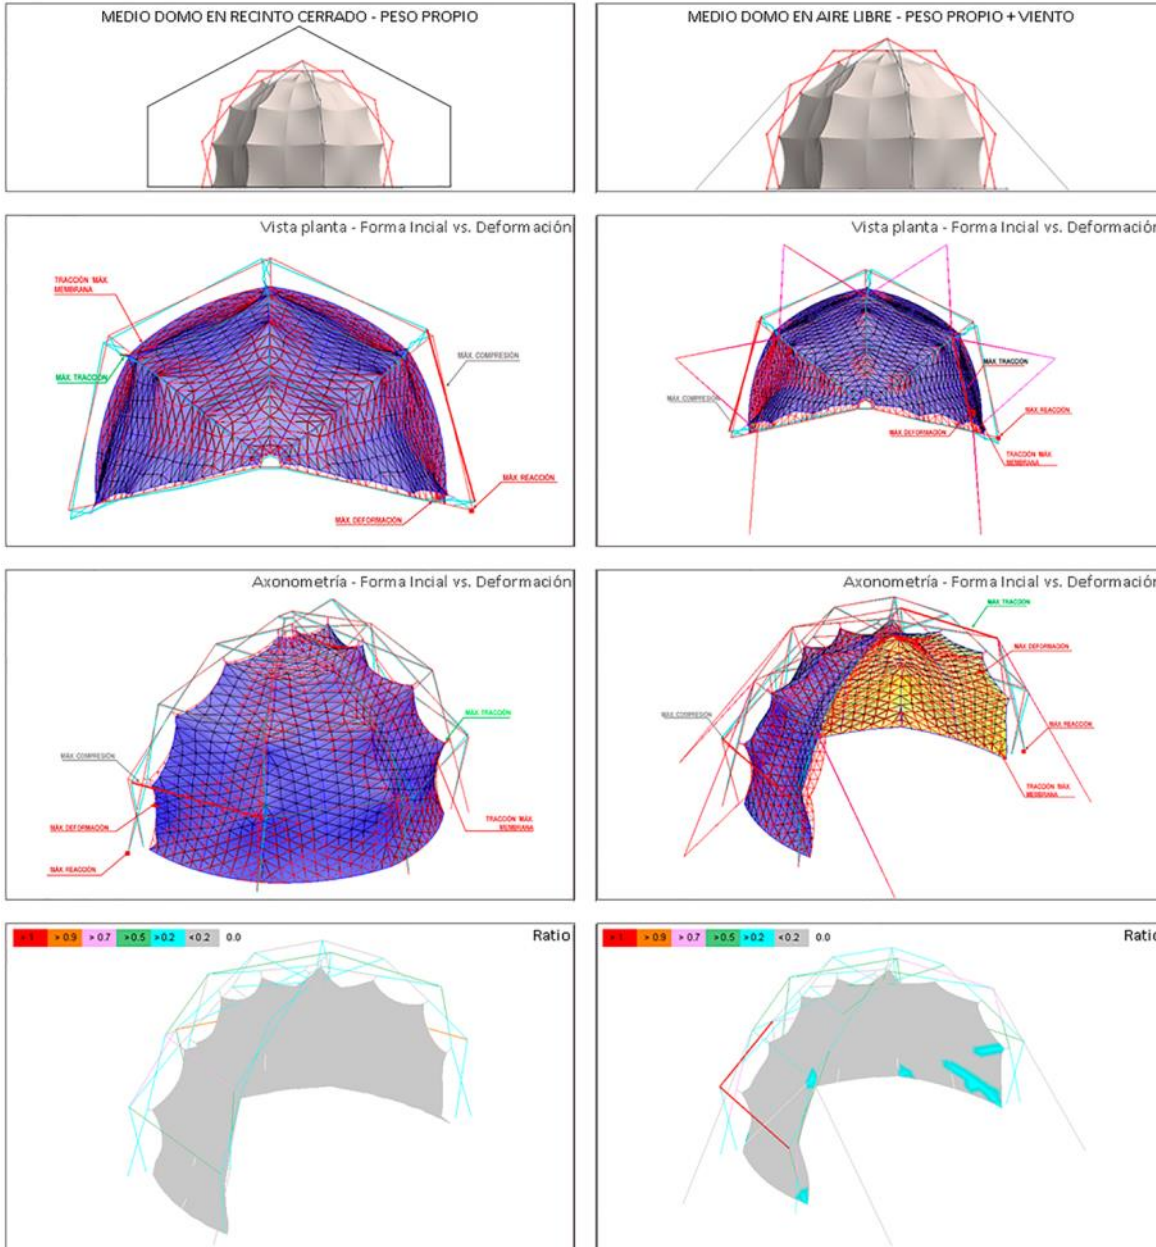 MEDIO DOMO EN RECINTO CERRADO - PESO PROPIO
MEDIO DOMO EN AIRE LIBRE - PESO PROPIO + VIENTO
Vista planta - Forma Incial vs. Deformación
TRACCIÓN MÁX.
MEMBRANA
MÁX. TRACCIÓN
MÁX. COMPRESIÓN
MÁX. REACCIÓN
MÁX. DEFORMACIÓN
Vista planta - Forma Incial vs. Deformación
MÁX. TRACCIÓN
MÁX. COMPRESIÓN
MÁX. REACCIÓN
MÁX. DEFORMACIÓN
TRACCIÓN MÁX.
MEMBRANA
Axonometría - Forma Incial vs. Deformación
MÁX. TRACCIÓN
MÁX. COMPRESIÓN
MÁX. DEFORMACIÓN
TRACCIÓN MÁX.
MEMBRANA
MÁX. REACCIÓN
Axonometría - Forma Incial vs. Deformación
MÁX. TRACCIÓN
MÁX. DEFORMACIÓN
MÁX. COMPRESIÓN
MÁX. REACCIÓN
TRACCIÓN MÁX.
MEMBRANA
> 1 > 0.9 > 0.7 > 0.5 > 0.2 < 0.2 0.0
Ratio
> 1 > 0.9 > 0.7 > 0.5 > 0.2 < 0.2 0.0
Ratio